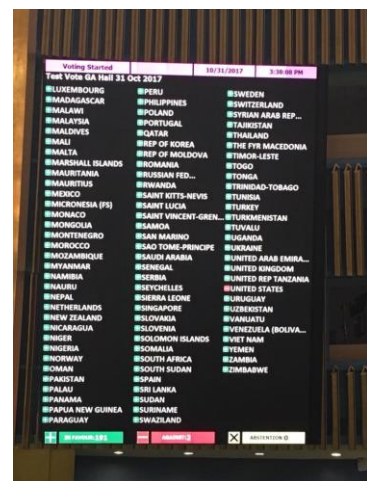 Voting Started 10/31/2017 3:38:08 PM
Test Vote GA Hall 31 Oct 2017
LUXEMBOURG
MADAGASCAR
MALAWI
MALAYSIA
MALDIVES
MALI
MALTA
MARSHALL ISLANDS
MAURITANIA
MAURITIUS
MEXICO
MICRONESIA (FS)
MONACO
MONGOLIA
MONTENEGRO
MOROCCO
MOZAMBIQUE
MYANMAR
NAMIBIA
NAURU
NEPAL
NETHERLANDS
NEW ZEALAND
NICARAGUA
NIGER
NIGERIA
NORWAY
OMAN
PAKISTAN
PALAU
PANAMA
PAPUA NEW GUINEA
PARAGUAY
PERU
PHILIPPINES
POLAND
PORTUGAL
QATAR
REP OF KOREA
REP OF MOLDOVA
ROMANIA
RUSSIAN FED...
RWANDA
SAINT KITTS-NEVIS
SAINT LUCIA
SAINT VINCENT-GREN...
SAMOA
SAN MARINO
SAO TOME-PRINCIPE
SAUDI ARABIA
SENEGAL
SERBIA
SEYCHELLES
SIERRA LEONE
SINGAPORE
SLOVAKIA
SLOVENIA
SOLOMON ISLANDS
SOMALIA
SOUTH AFRICA
SOUTH SUDAN
SPAIN
SRI LANKA
SUDAN
SURINAME
SWAZILAND
SWEDEN
SWITZERLAND
SYRIAN ARAB REP...
TAJIKISTAN
THAILAND
THE FYR MACEDONIA
TIMOR-LESTE
TOGO
TONGA
TRINIDAD-TOBAGO
TUNISIA
TURKEY
TURKMENISTAN
TUVALU
UGANDA
UKRAINE
UNITED ARAB EMIRA...
UNITED KINGDOM
UNITED REP TANZANIA
UNITED STATES
URUGUAY
UZBEKISTAN
VANUATU
VENEZUELA (BOLIVA...
VIET NAM
YEMEN
ZAMBIA
ZIMBABWE
IN FAVOUR:191 AGAINST:2 ABSTENTION:0